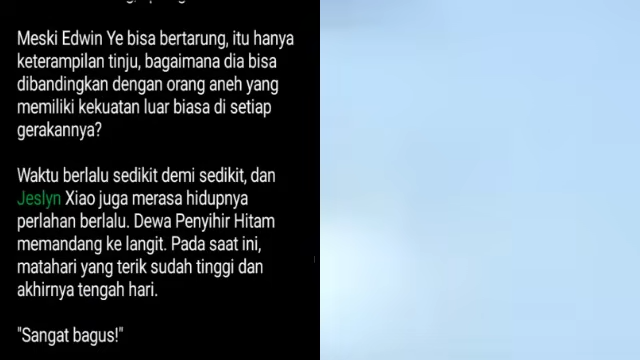 Meski Edwin Ye bisa bertarung, itu hanya
keterampilan tinju, bagaimana dia bisa
dibandingkan dengan orang aneh yang
memiliki kekuatan luar biasa di setiap
gerakannya?
Waktu berlalu sedikit demi sedikit, dan
Jeslyn Xiao juga merasa hidupnya
perlahan berlalu. Dewa Penyihir Hitam
memandang ke langit. Pada saat ini,
matahari yang terik sudah tinggi dan
akhirnya tengah hari.
"Sangat bagus!"